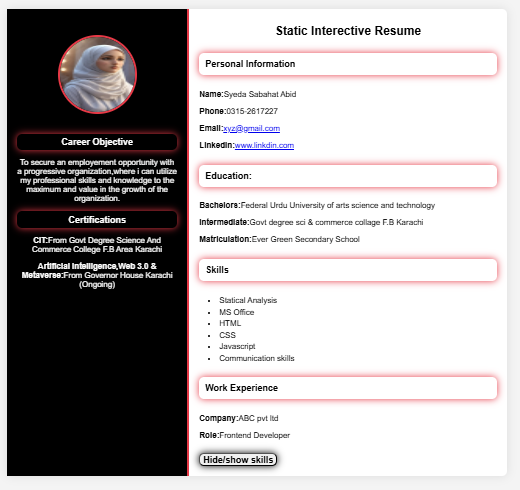 Static Interective Resume
Career Objective
To secure an employement opportunity with
a progressive organization,where i can utilize
my professional skills and knowledge to the
maximum and value in the growth of the
organization.
Certifications
CIT:From Govt Degree Science And
Commerce College F.B Area Karachi
Artificial Intelligence,Web 3.0 &
Metaverse:From Governor House Karachi
(Ongoing)
Personal Information
Name:Syeda Sabahat Abid
Phone:0315-2617227
Email:xyz@gmail.com
Linkedin:www.linkdin.com
Education:
Bachelors:Federal Urdu University of arts science and technology
Intermediate:Govt degree sci & commerce collage F.B Karachi
Matriculation:Ever Green Secondary School
Skills
• Statical Analysis
• MS Office
• HTML
• CSS
• Javascript
• Communication skills
Work Experience
Company:ABC pvt ltd
Role:Frontend Developer
Hide/show skills